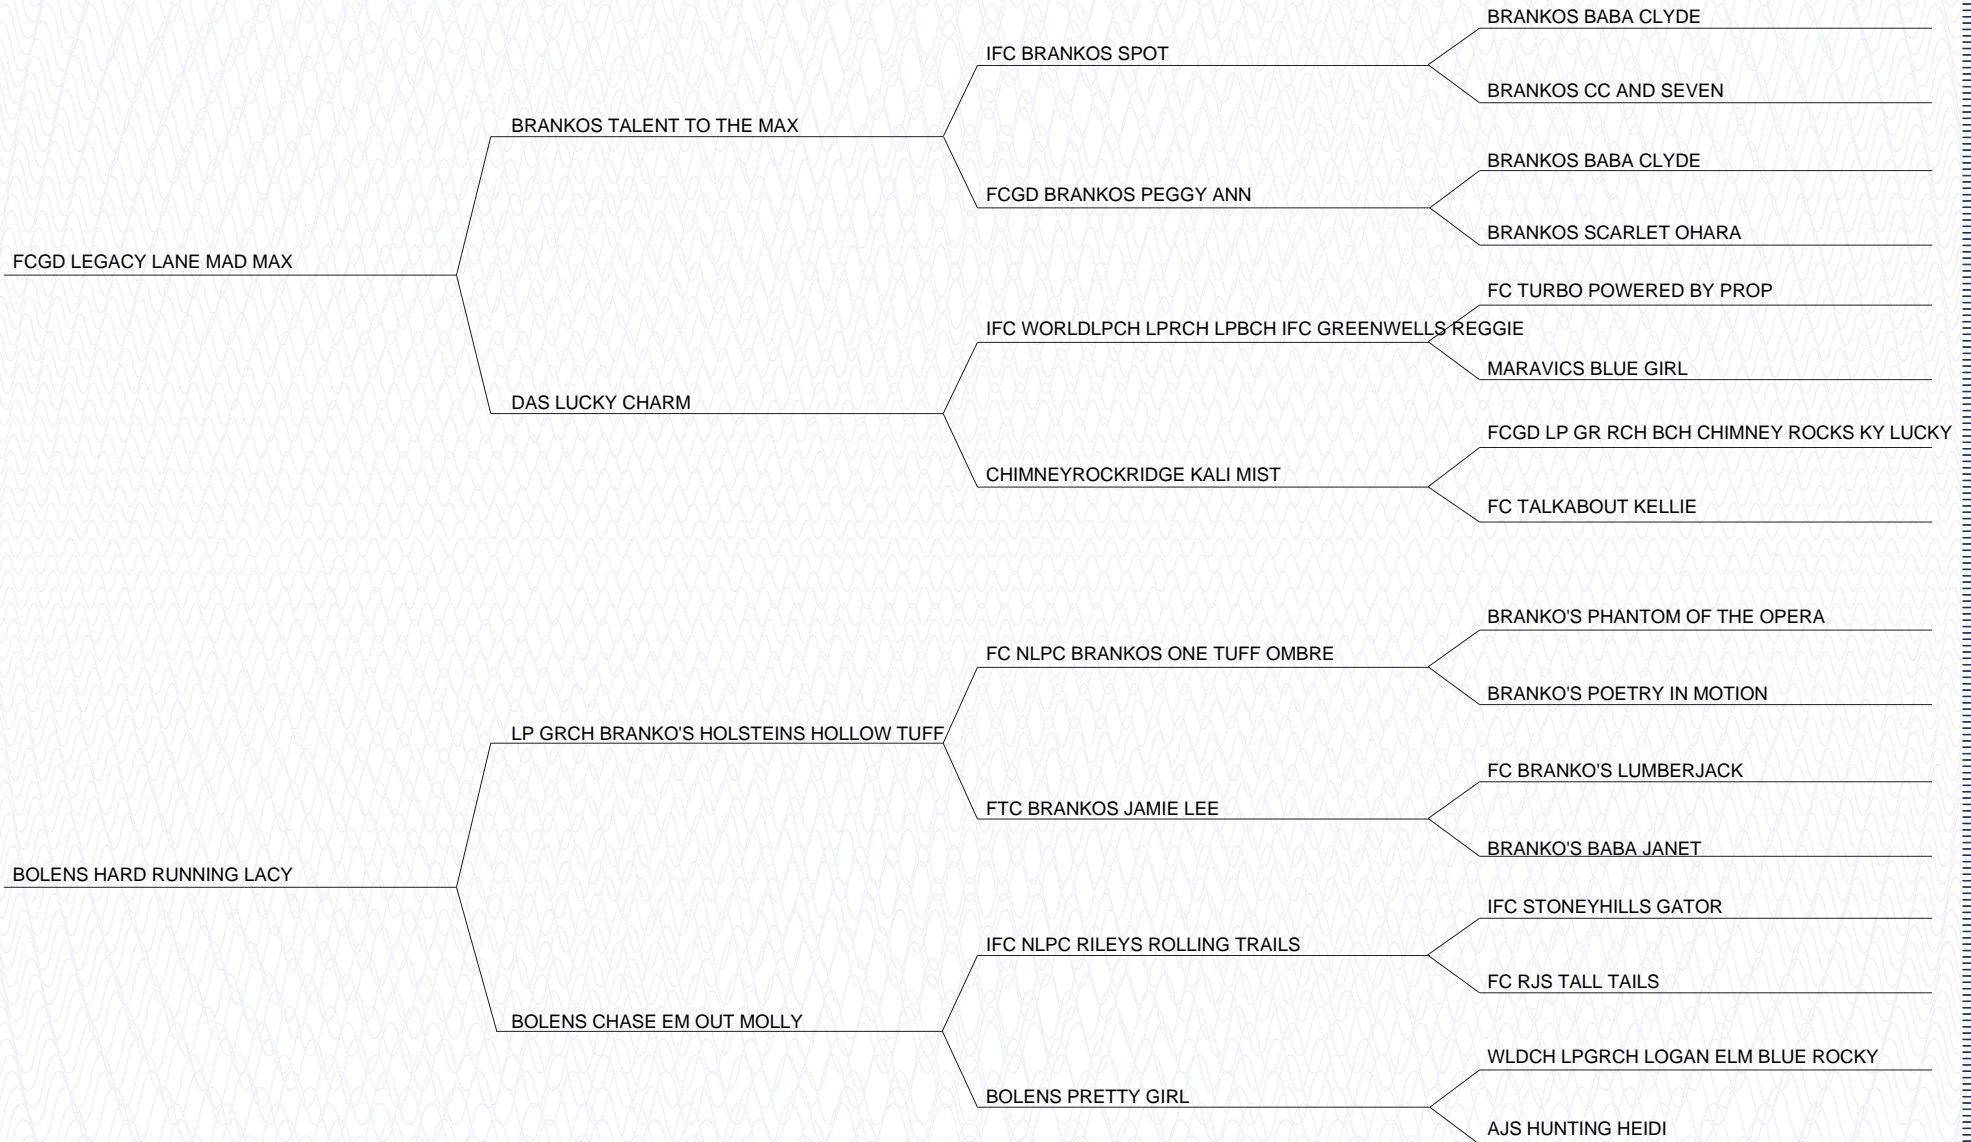 BRANKOS BABA CLYDE
IFC BRANKOS SPOT
BRANKOS CC AND SEVEN
BRANKOS TALENT TO THE MAX
BRANKOS BABA CLYDE
FCGD BRANKOS PEGGY ANN
BRANKOS SCARLET OHARA
FCGD LEGACY LANE MAD MAX
FC TURBO POWERED BY PROP
IFC WORLDLPCH LPRCH LPBCH IFC GREENWELLS REGGIE
MARAVICS BLUE GIRL
DAS LUCKY CHARM
FCGD LP GR RCH BCH CHIMNEY ROCKS KY LUCKY
CHIMNEYROCKRIDGE KALI MIST
FC TALKABOUT KELLIE
BRANKO'S PHANTOM OF THE OPERA
FC NLPC BRANKOS ONE TUFF OMBRE
BRANKO'S POETRY IN MOTION
LP GRCH BRANKO'S HOLSTEINS HOLLOW TUFF
FC BRANKO'S LUMBERJACK
FTC BRANKOS JAMIE LEE
BRANKO'S BABA JANET
BOLENS HARD RUNNING LACY
IFC STONEYHILLS GATOR
IFC NLPC RILEYS ROLLING TRAILS
FC RJS TALL TAILS
BOLENS CHASE EM OUT MOLLY
WLDCH LPGRCH LOGAN ELM BLUE ROCKY
BOLENS PRETTY GIRL
AJS HUNTING HEIDI